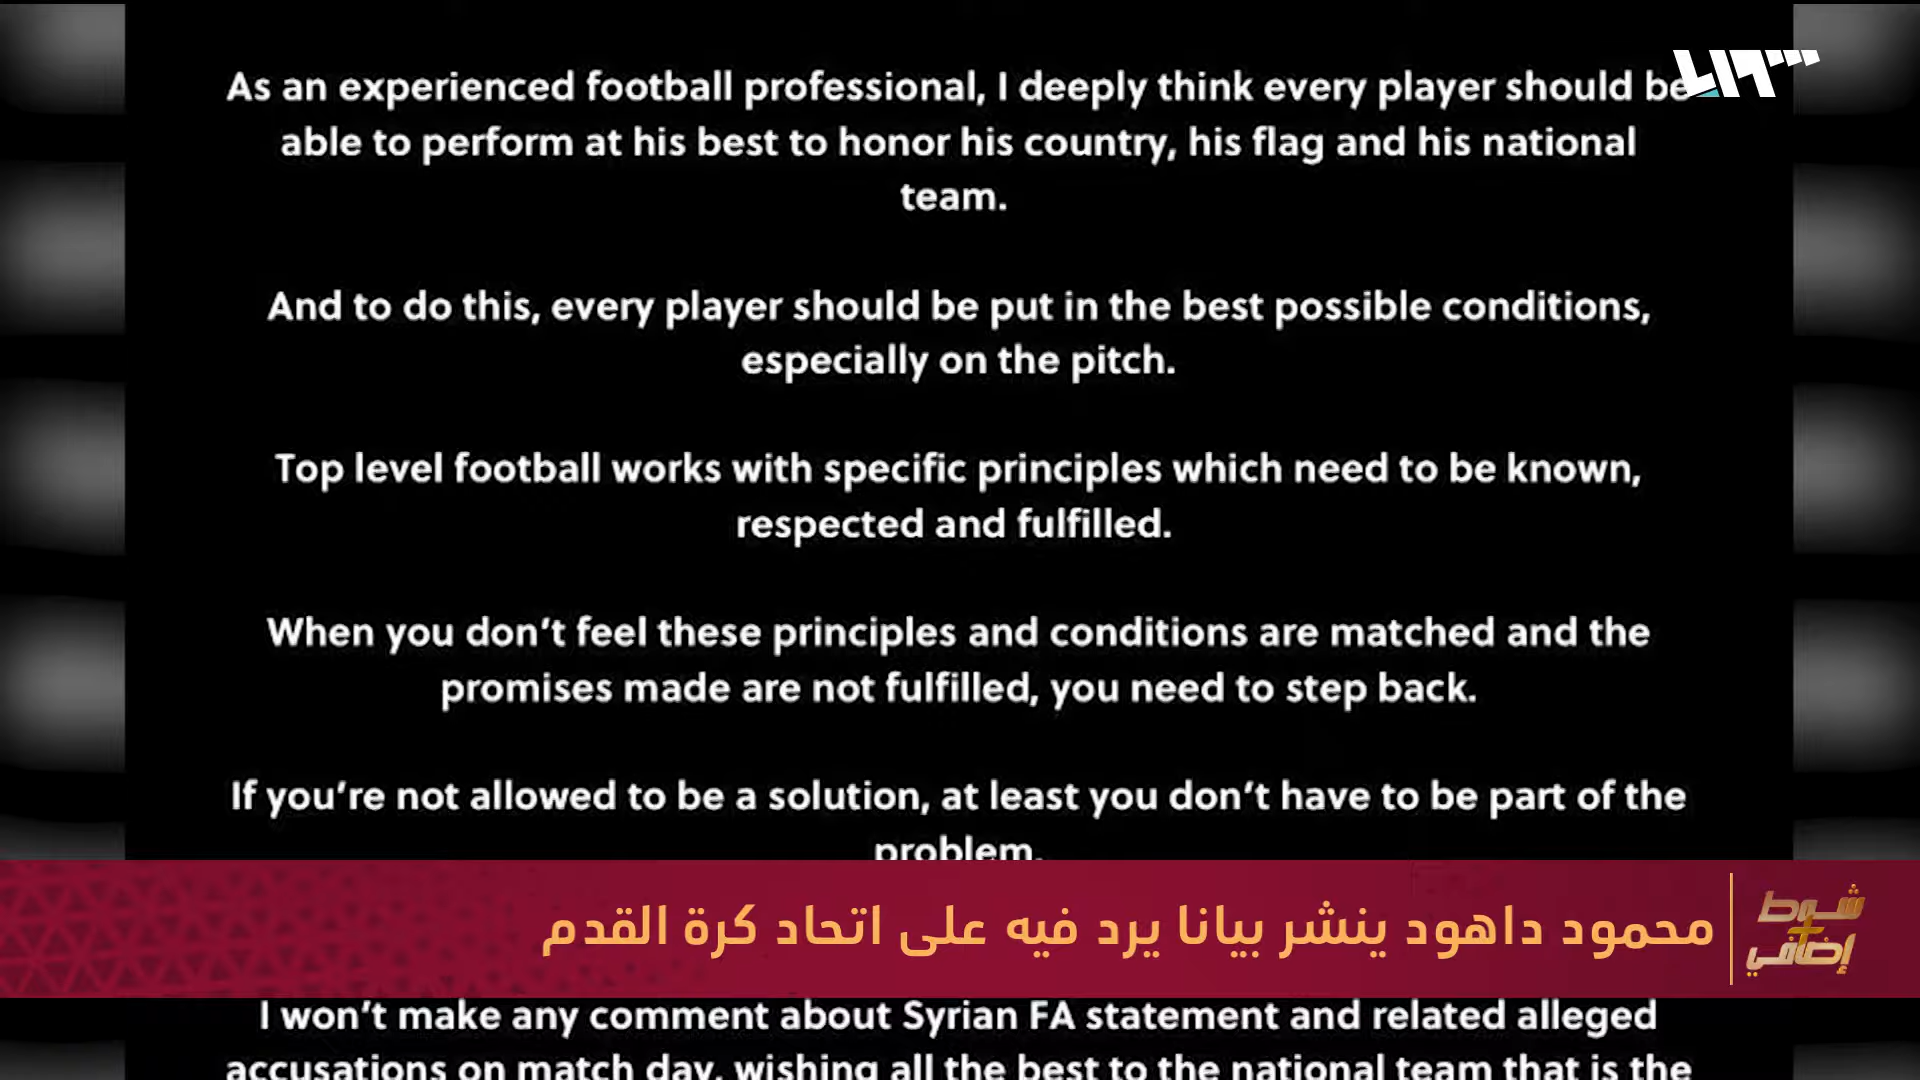 As an experienced football professional, I deeply think every player should be
able to perform at his best to honor his country, his flag and his national
team.
And to do this, every player should be put in the best possible conditions,
especially on the pitch.
Top level football works with specific principles which need to be known,
respected and fulfilled.
When you don’t feel these principles and conditions are matched and the
promises made are not fulfilled, you need to step back.
If you’re not allowed to be a solution, at least you don’t have to be part of the
problem.
محمود داهود ينشر بيانا يرد فيه على اتحاد كرة القدم
شوط
+
إضافي
I won’t make any comment about Syrian FA statement and related alleged
accusations on match day, wishing all the best to the national team that is the